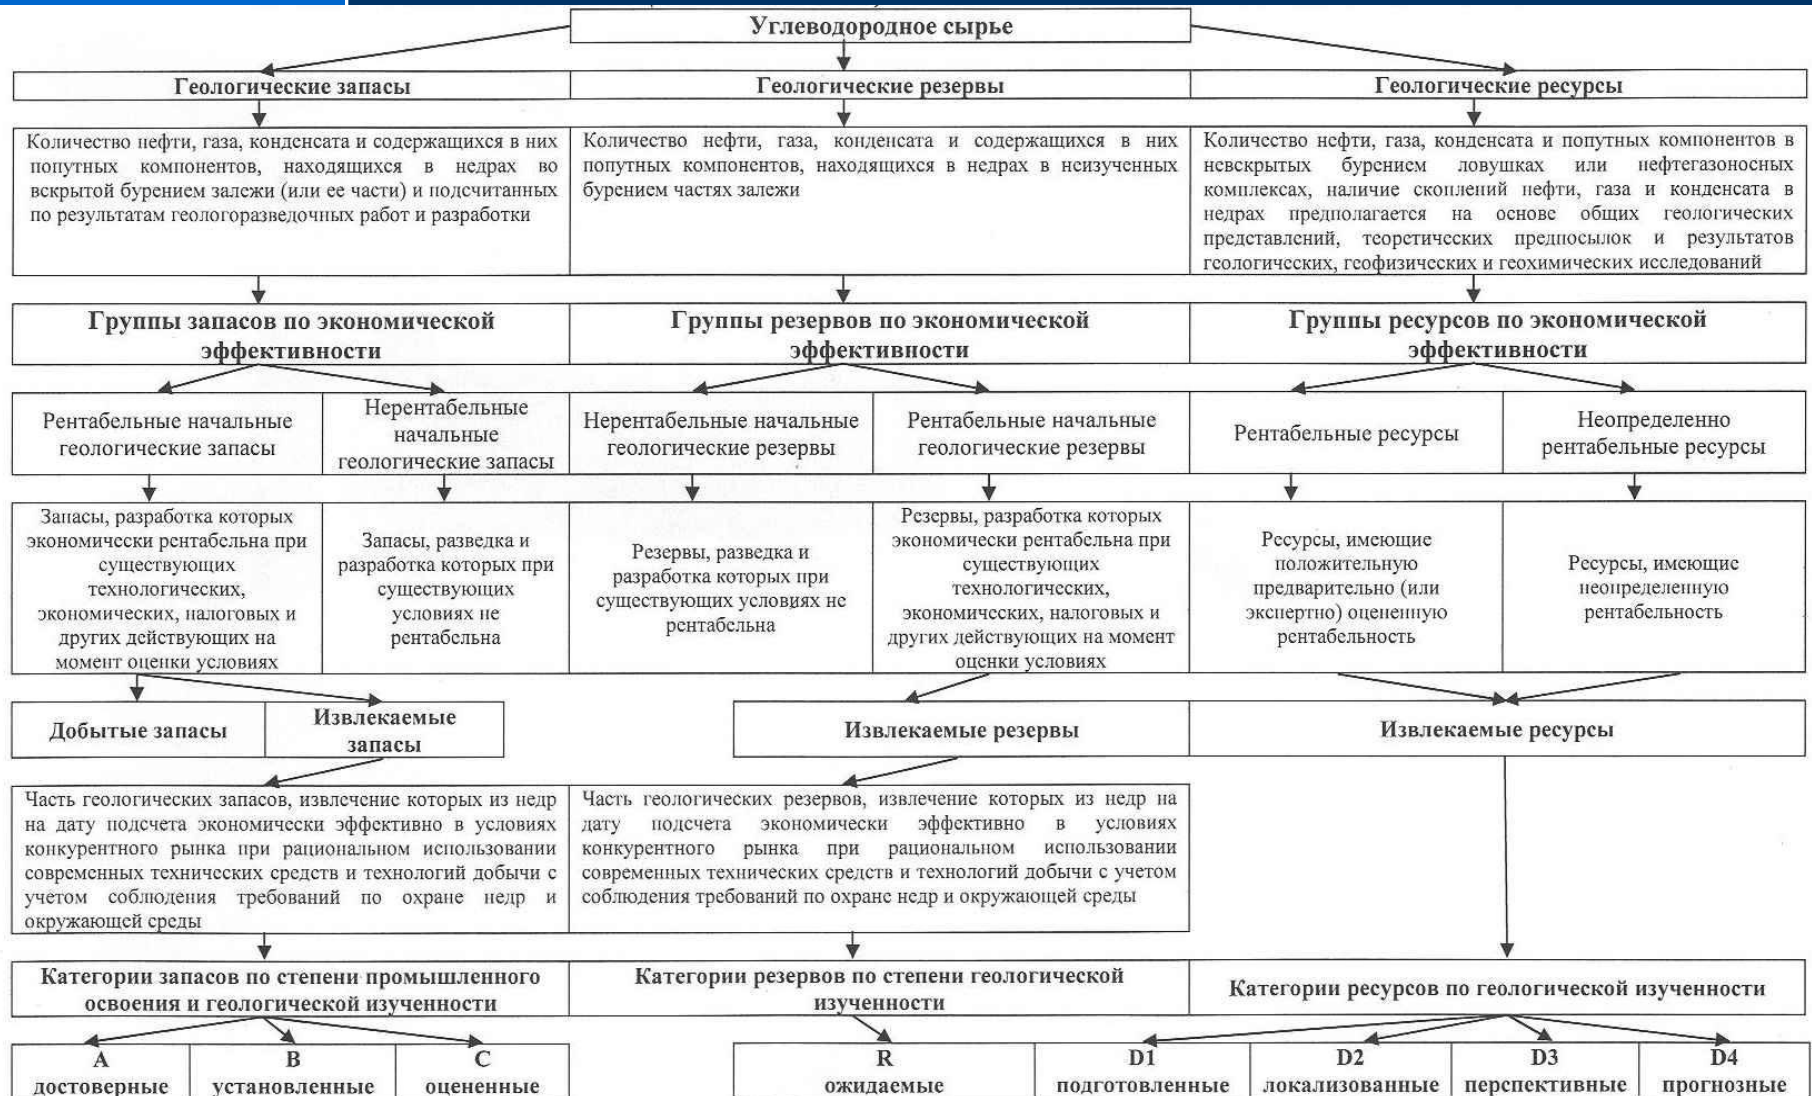 Углеводородное сырье
Геологические запасы
Геологические резервы
Геологические ресурсы
Количество нефти, газа, конденсата и содержащихся в них
попутных компонентов, находящихся в недрах во
вскрытой бурением залежи (или ее части) и подсчитанных
по результатам геологоразведочных работ и разработки
Количество нефти, газа, конденсата и содержащихся в них
попутных компонентов, находящихся в недрах в неизученных
бурением частях залежи
Количество нефти, газа, конденсата и попутных компонентов в
невскрытых бурением ловушках или нефтегазоносных
комплексах, наличие скоплений нефти, газа и конденсата в
недрах предполагается на основе общих геологических
представлений, теоретических предпосылок и результатов
геологических, геофизических и геохимических исследований
Группы запасов по экономической
эффективности
Группы резервов по экономической
эффективности
Группы ресурсов по экономической
эффективности
Рентабельные начальные
геологические запасы
Нерентабельные
начальные
геологические запасы
Нерентабельные начальные
геологические резервы
Рентабельные начальные
геологические резервы
Рентабельные ресурсы
Неопределенно
рентабельные ресурсы
Запасы, разработка которых
экономически рентабельна при
существующих
технологических,
экономических, налоговых и
других действующих на
момент оценки условиях
Запасы, разведка и
разработка которых при
существующих
условиях не
рентабельна
Резервы, разведка и
разработка которых при
существующих условиях не
рентабельна
Резервы, разработка которых
экономически рентабельна при
существующих
технологических,
экономических, налоговых и
других действующих на момент
оценки условиях
Ресурсы, имеющие
положительную
предварительно (или
экспертно) оцененную
рентабельность
Ресурсы, имеющие
неопределенную
рентабельность
Добытые запасы
Извлекаемые
запасы
Извлекаемые резервы
Извлекаемые ресурсы
Часть геологических запасов, извлечение которых из недр
на дату подсчета экономически эффективно в условиях
конкурентного рынка при рациональном использовании
современных технических средств и технологий добычи с
учетом соблюдения требований по охране недр и
окружающей среды
Часть геологических резервов, извлечение которых из недр на
дату подсчета экономически эффективно в условиях
конкурентного рынка при рациональном использовании
современных технических средств и технологий добычи с учетом
соблюдения требований по охране недр и окружающей среды
Категории запасов по степени промышленного
освоения и геологической изученности
Категории резервов по степени геологической
изученности
Категории ресурсов по геологической изученности
A
достоверные
B
установленные
C
оцененные
R
ожидаемые
D1
подготовленные
D2
локализованные
D3
перспективные
D4
прогнозные